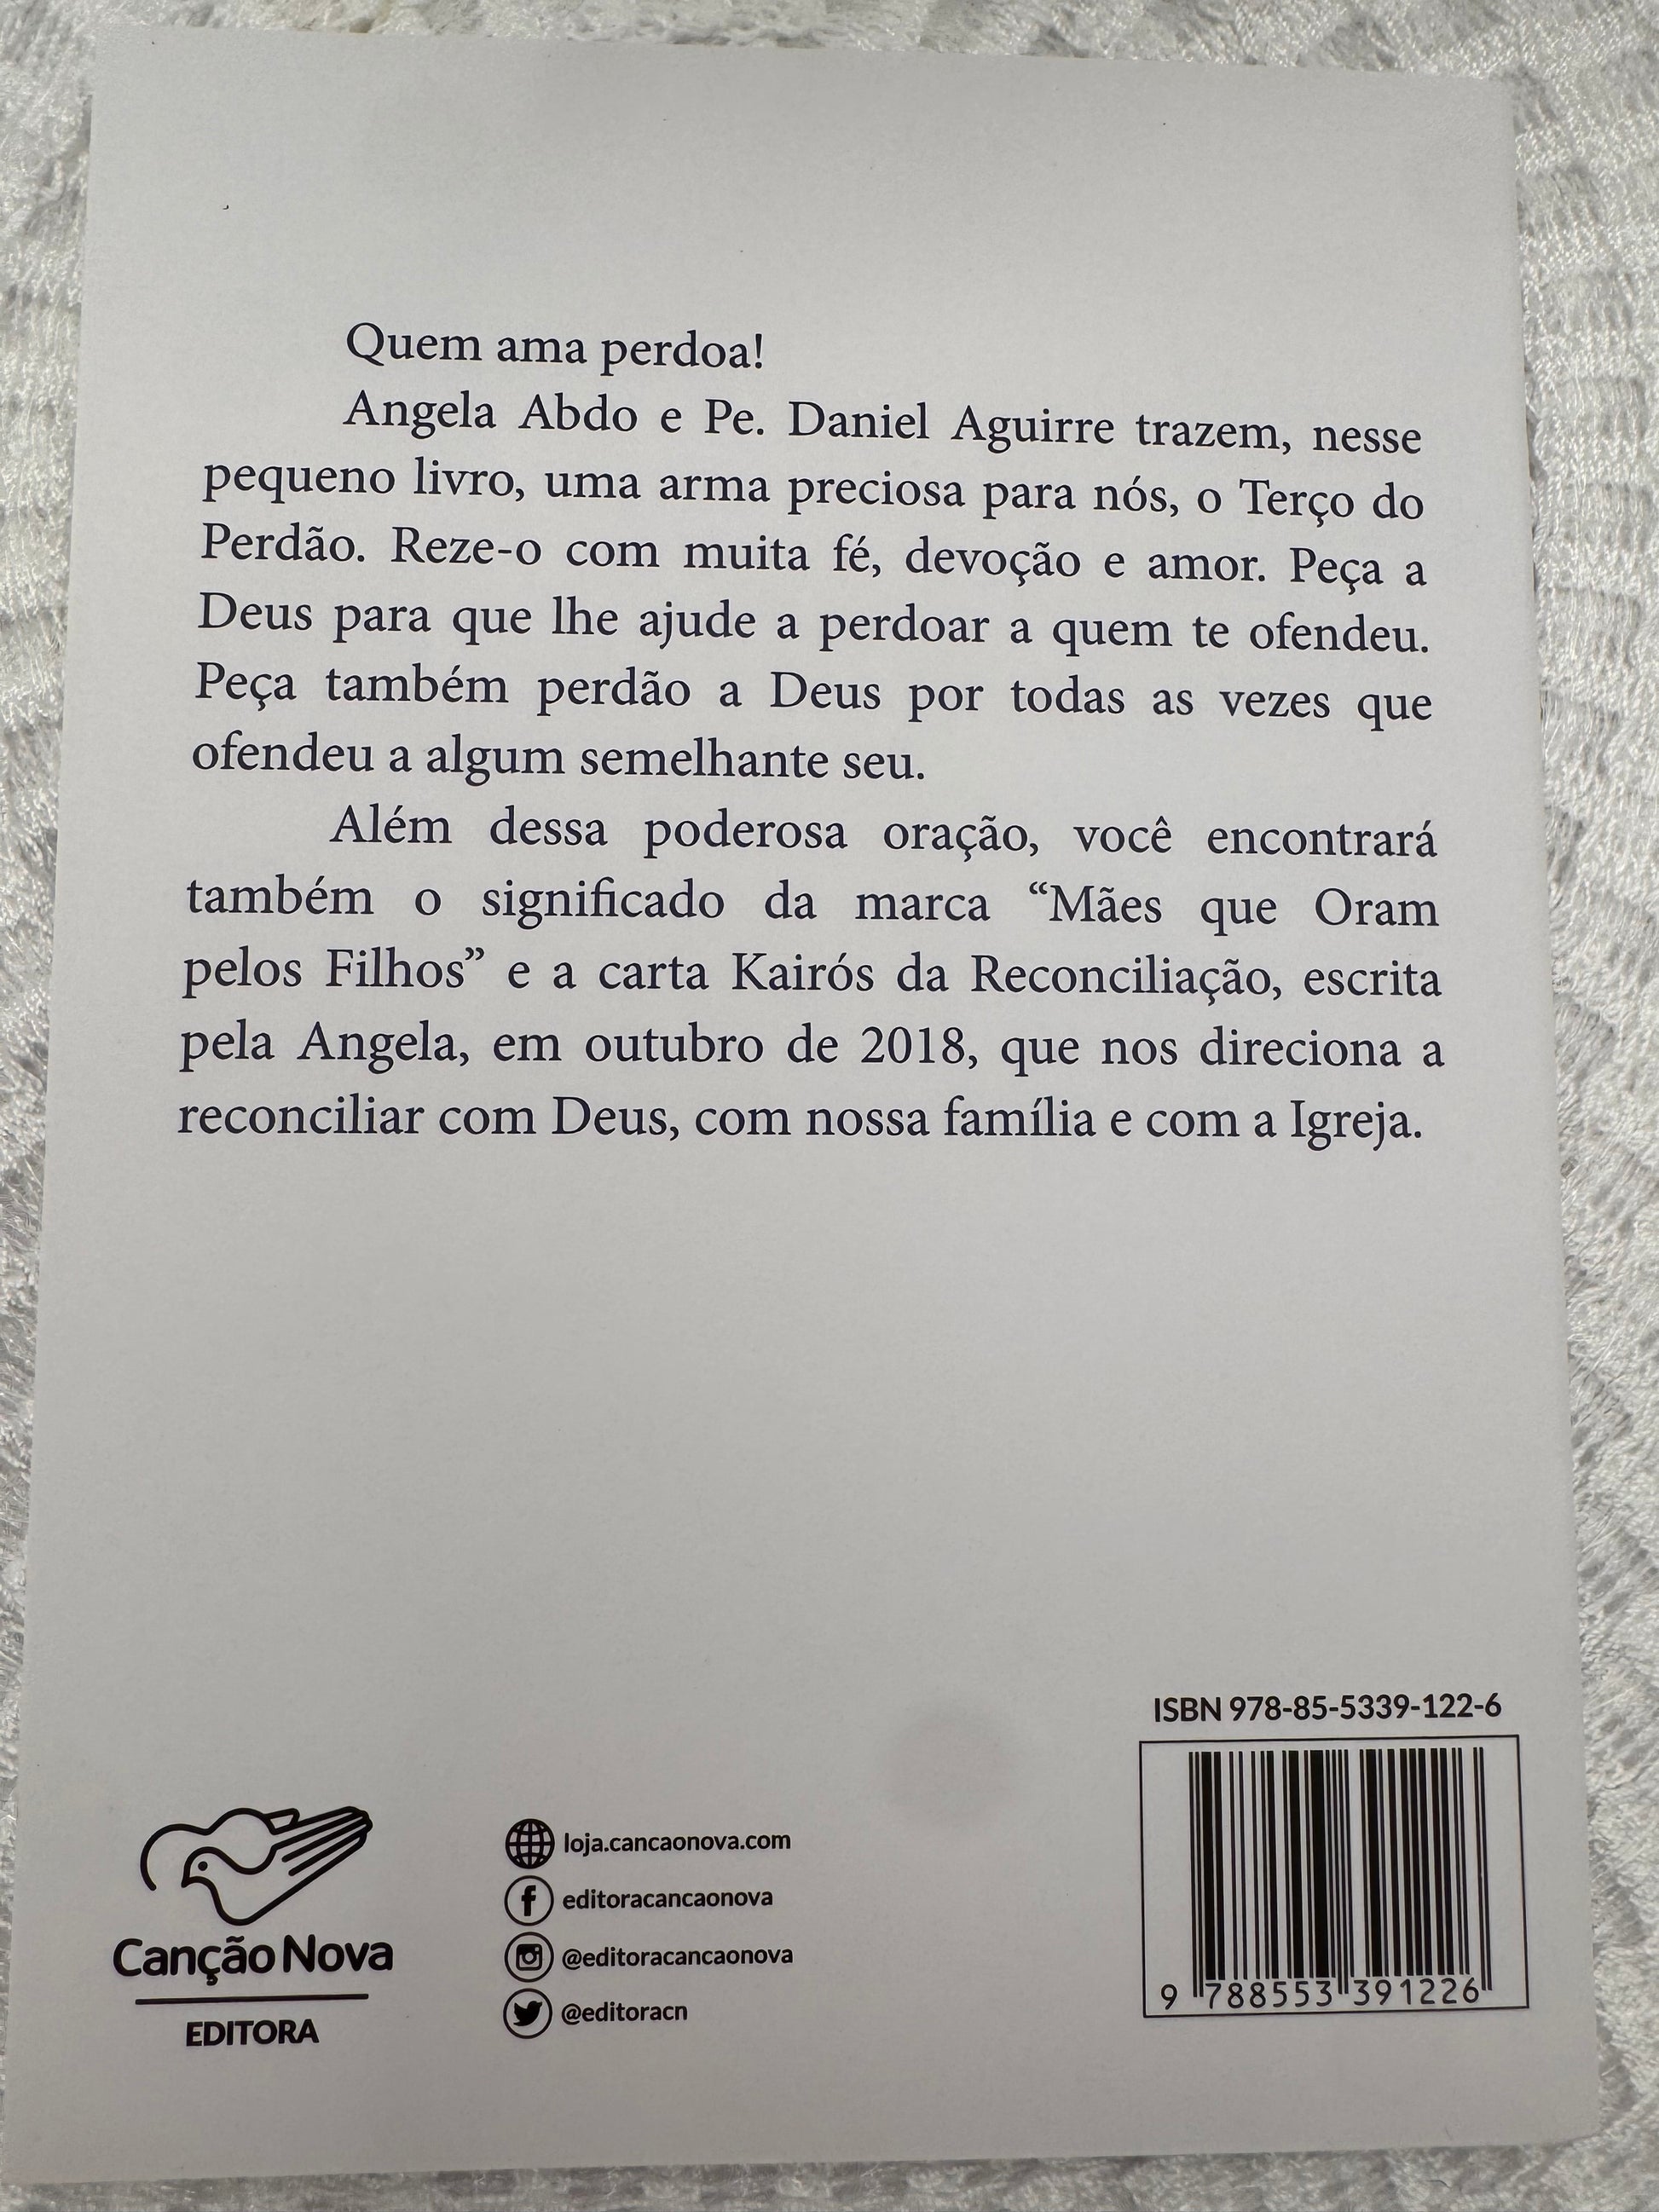 Quem ama perdoa!
Angela Abdo e Pe. Daniel Aguirre trazem, nesse
pequeno livro, uma arma preciosa para nós, o Terço do
Perdão. Reze-o com muita fé, devoção e amor. Peça a
Deus para que lhe ajude a perdoar a quem te ofendeu.
Peça também perdão a Deus por todas as vezes que
ofendeu a algum semelhante seu.
Além dessa poderosa oração, você encontrará
também o significado da marca “Mães que Oram
pelos Filhos” e a carta Kairós da Reconciliação, escrita
pela Angela, em outubro de 2018, que nos direciona a
reconciliar com Deus, com nossa família e com a Igreja.
Canção Nova
EDITORA
loja.cancaonova.com
editoracancaonova
@editoracancaonova
@editoracn
ISBN 978-85-5339-122-6
9 788553 391226